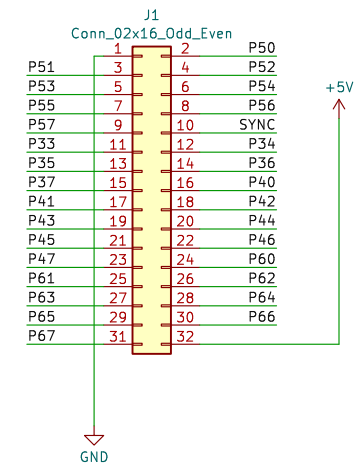 J1
Conn_02x16_Odd_Even
1 2 P50
P51 3 4 P52
+5V
P53 5 6 P54
P55 7 8 P56
P57 9 10 SYNC
P33 11 12 P34
P35 13 14 P36
P37 15 16 P40
P41 17 18 P42
P43 19 20 P44
P45 21 22 P46
P47 23 24 P60
P61 25 26 P62
P63 27 28 P64
P65 29 30 P66
P67 31 32
GND